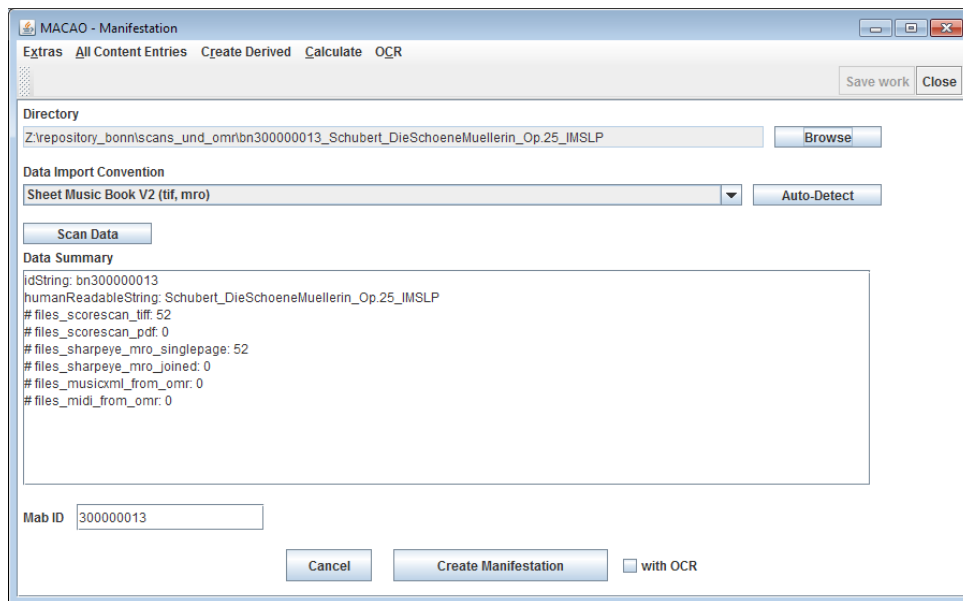 MACAO - Manifestation
Extras All Content Entries Create Derived Calculate OCR
Save work Close
Directory
Z:\repository_bonn\scans_und_omr\bn300000013_Schubert_DieSchoeneMuellerin_Op.25_IMSLP Browse
Data Import Convention
Sheet Music Book V2 (tif, mro) Auto-Detect
Scan Data
Data Summary
idString: bn300000013
humanReadableString: Schubert_DieSchoeneMuellerin_Op.25_IMSLP
# files_scorescan_tiff: 52
# files_scorescan_pdf: 0
# files_sharpeye_mro_singlepage: 52
# files_sharpeye_mro_joined: 0
# files_musicxml_from_omr: 0
# files_midi_from_omr: 0
Mab ID 300000013
Cancel Create Manifestation with OCR